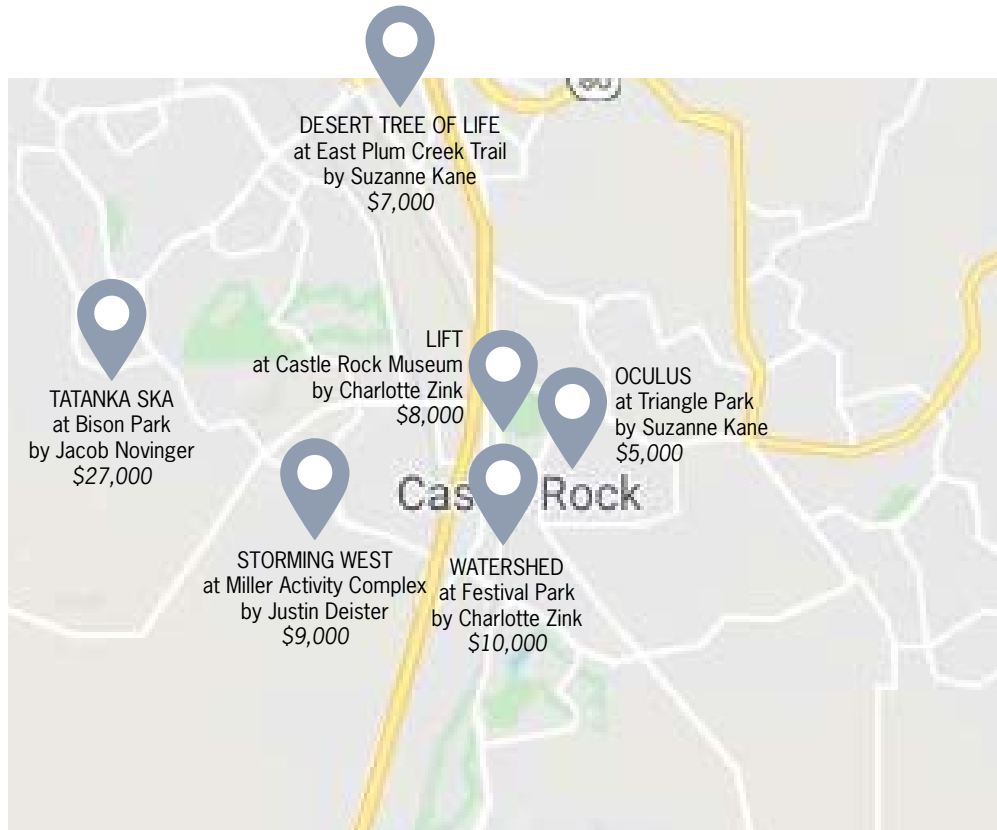 DESERT TREE OF LIFE
at East Plum Creek Trail
by Suzanne Kane
$7,000
LIFT
at Castle Rock Museum
by Charlotte Zink
$8,000
OCULUS
at Triangle Park
by Suzanne Kane
$5,000
TATANKA SKA
at Bison Park
by Jacob Novinger
$27,000
Rock
STORMING WEST
at Miller Activity Complex
by Justin Deister
$9,000
WATERSHED
at Festival Park
by Charlotte Zink
$10,000